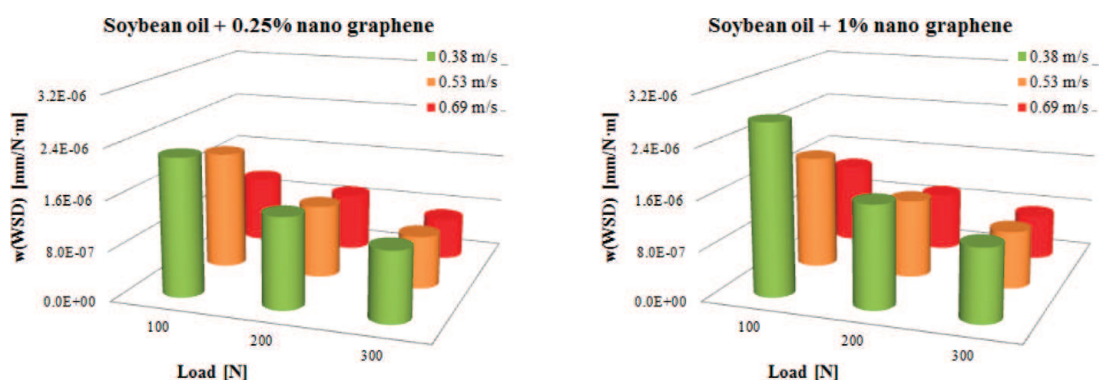 Soybean oil + 0.25% nano graphene
0.38 m/s
0.53 m/s
0.69 m/s
w(WSD) [mm/N·m]
3.2E-06
2.4E-06
1.6E-06
8.0E-07
0.0E+00
100
200
300
Load [N]
Soybean oil + 1% nano graphene
0.38 m/s
0.53 m/s
0.69 m/s
w(WSD) [mm/N·m]
3.2E-06
2.4E-06
1.6E-06
8.0E-07
0.0E+00
100
200
300
Load [N]